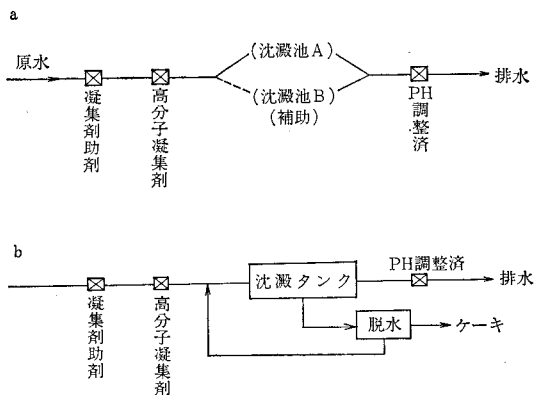 a
原水
凝集剤助剤
高分子凝集剤
(沈澱池A)
(沈澱池B)
(補助)
PH調整済
排水
b
凝集剤助剤
高分子凝集剤
沈澱タンク
PH調整済
排水
脱水
ケーキ